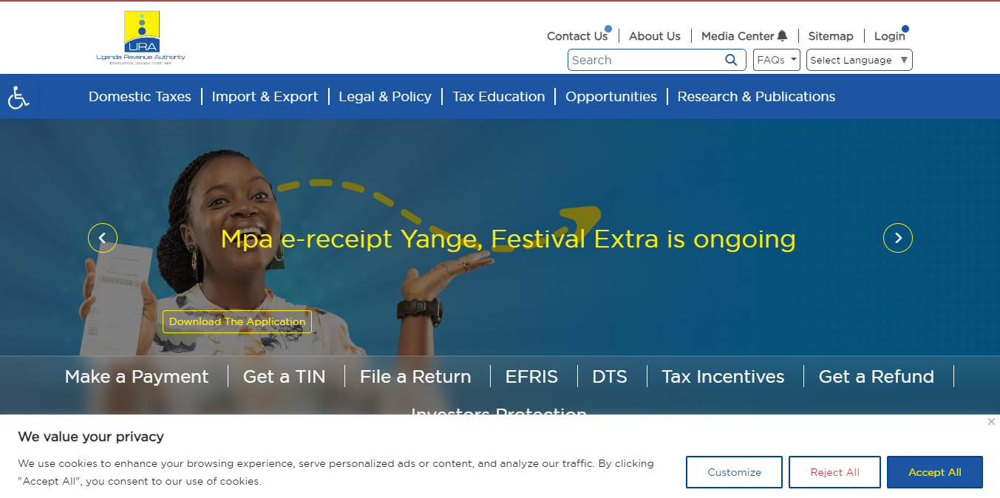 URA
Uganda Revenue Authority
DEVELOPING UGANDA TOGETHER
Contact Us
About Us
Media Center
Sitemap
Login
Search
FAQs
Select Language ▼
Domestic Taxes
Import & Export
Legal & Policy
Tax Education
Opportunities
Research & Publications
Mpa e-receipt Yange, Festival Extra is ongoing
Download The Application
Make a Payment
Get a TIN
File a Return
EFRIS
DTS
Tax Incentives
Get a Refund
Investors Protection
We value your privacy
We use cookies to enhance your browsing experience, serve personalized ads or content, and analyze our traffic. By clicking
"Accept All", you consent to our use of cookies.
Customize
Reject All
Accept All